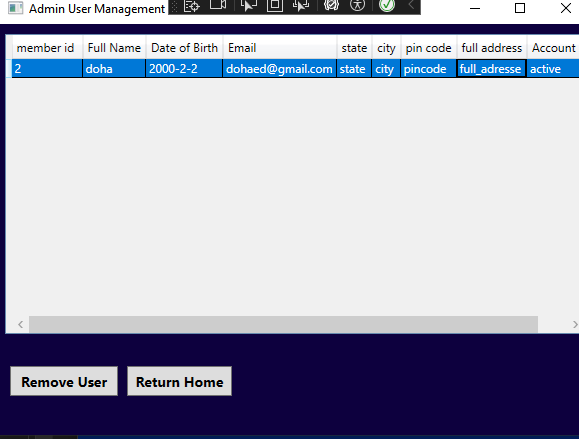 Admin User Management
member id Full Name Date of Birth Email state city pin code full address Account
2 doha 2000-2-2 dohaed@gmail.com state city pincode full_adresse active
Remove User Return Home